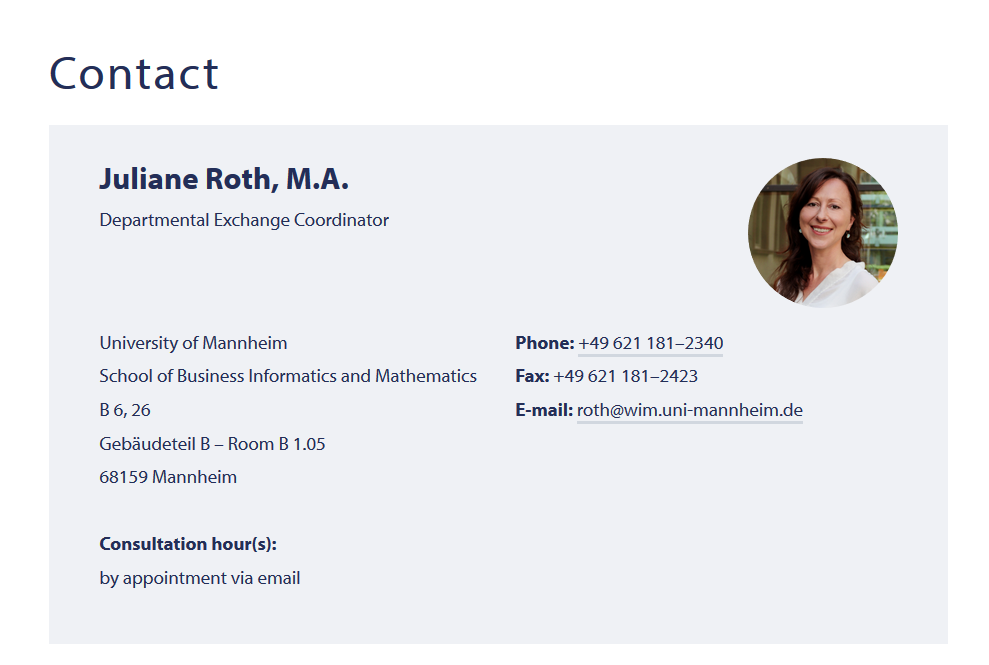 Contact
Juliane Roth, M.A.
Departmental Exchange Coordinator
University of Mannheim
School of Business Informatics and Mathematics
B 6, 26
Gebäudeteil B – Room B 1.05
68159 Mannheim
Phone: +49 621 181–2340
Fax: +49 621 181–2423
E-mail: roth@wim.uni-mannheim.de
Consultation hour(s):
by appointment via email